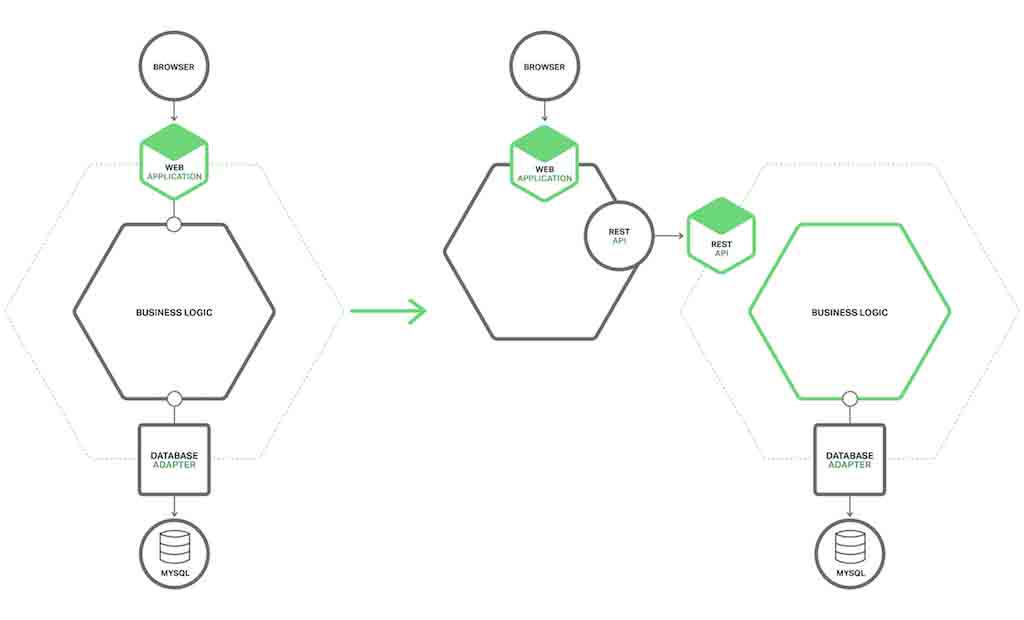 BROWSER
WEB
APPLICATION
BUSINESS LOGIC
DATABASE
ADAPTER
MYSQL
BROWSER
WEB
APPLICATION
REST
API
REST
API
BUSINESS LOGIC
DATABASE
ADAPTER
MYSQL